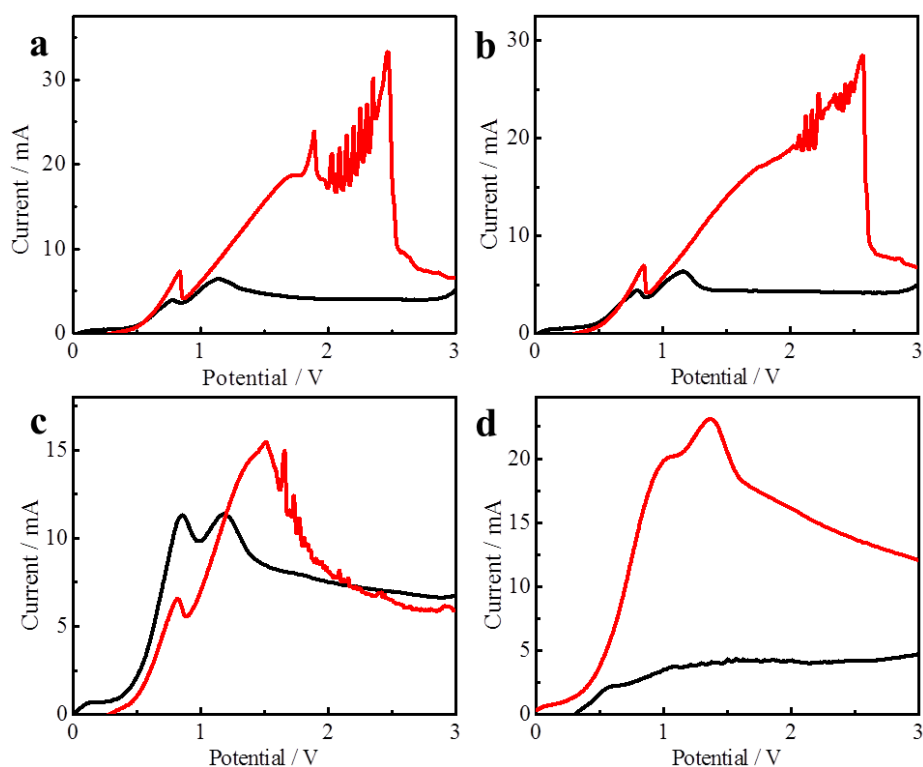 a
Current / mA
30
20
10
0
0 1 2 3
Potential / V
b
Current / mA
30
20
10
0
0 1 2 3
Potential / V
c
Current / mA
15
10
5
0
0 1 2 3
Potential / V
d
Current / mA
20
15
10
5
0
0 1 2 3
Potential / V